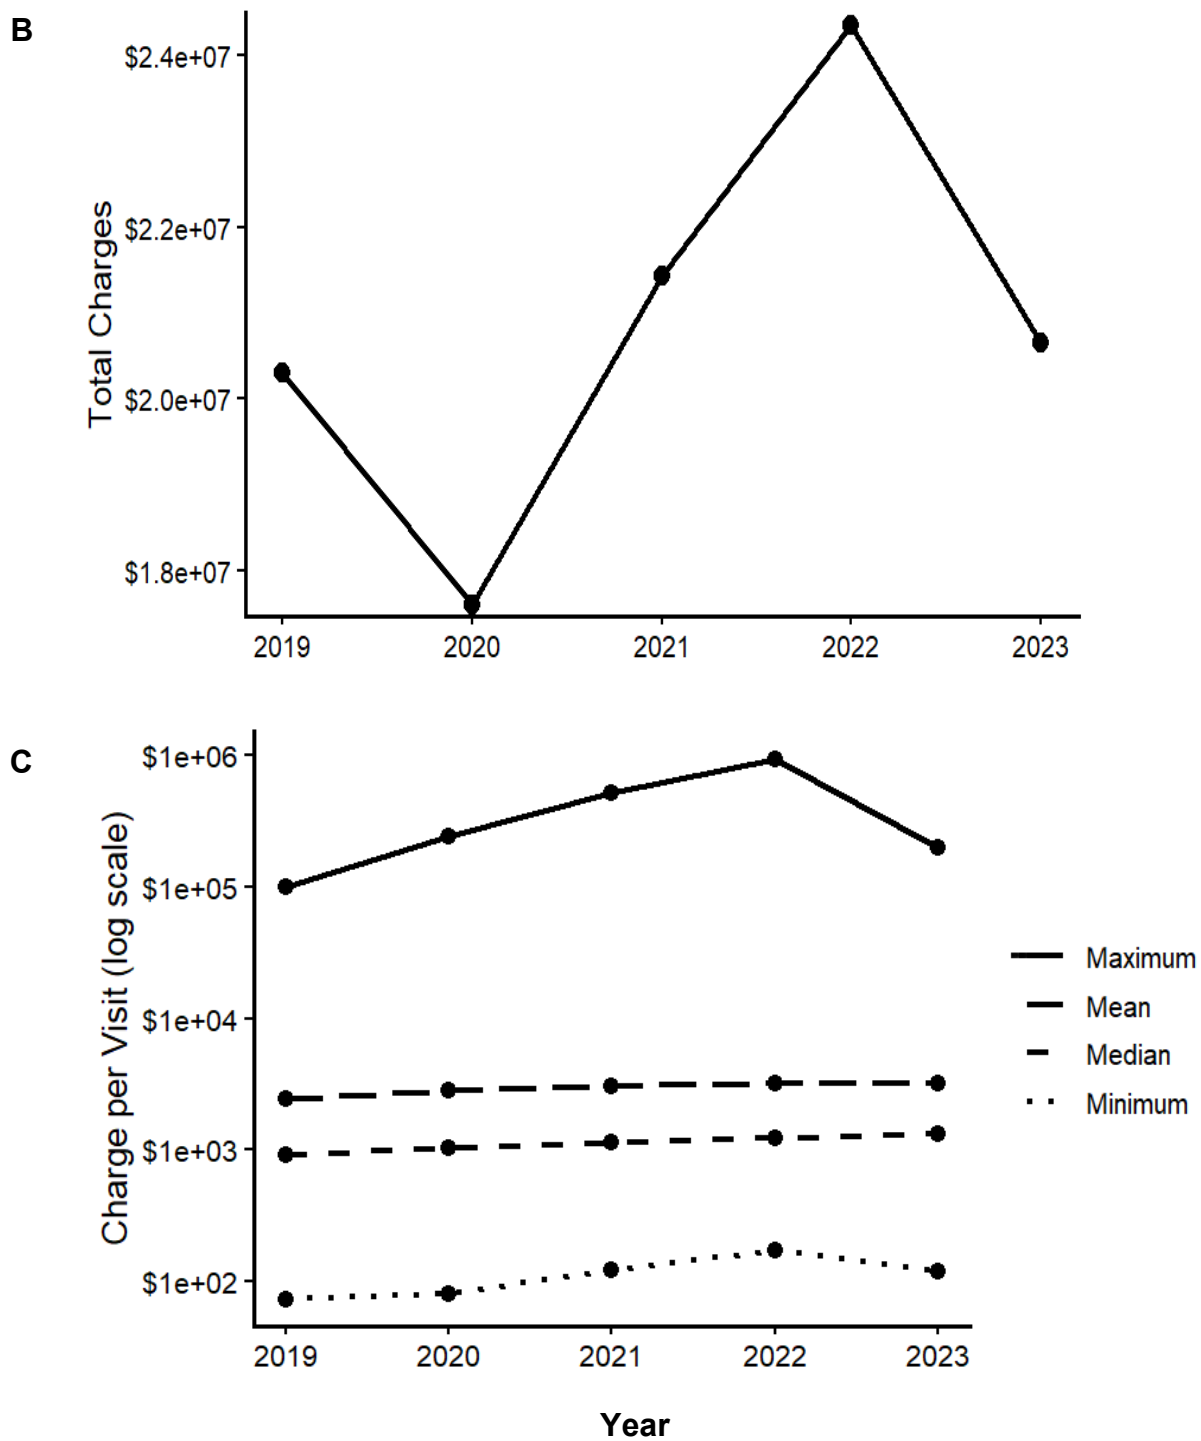 B
Total Charges
$2.4e+07
$2.2e+07
$2.0e+07
$1.8e+07
2019 2020 2021 2022 2023
C
Charge per Visit (log scale)
$1e+06
$1e+05
$1e+04
$1e+03
$1e+02
Maximum
Mean
Median
Minimum
2019 2020 2021 2022 2023
Year